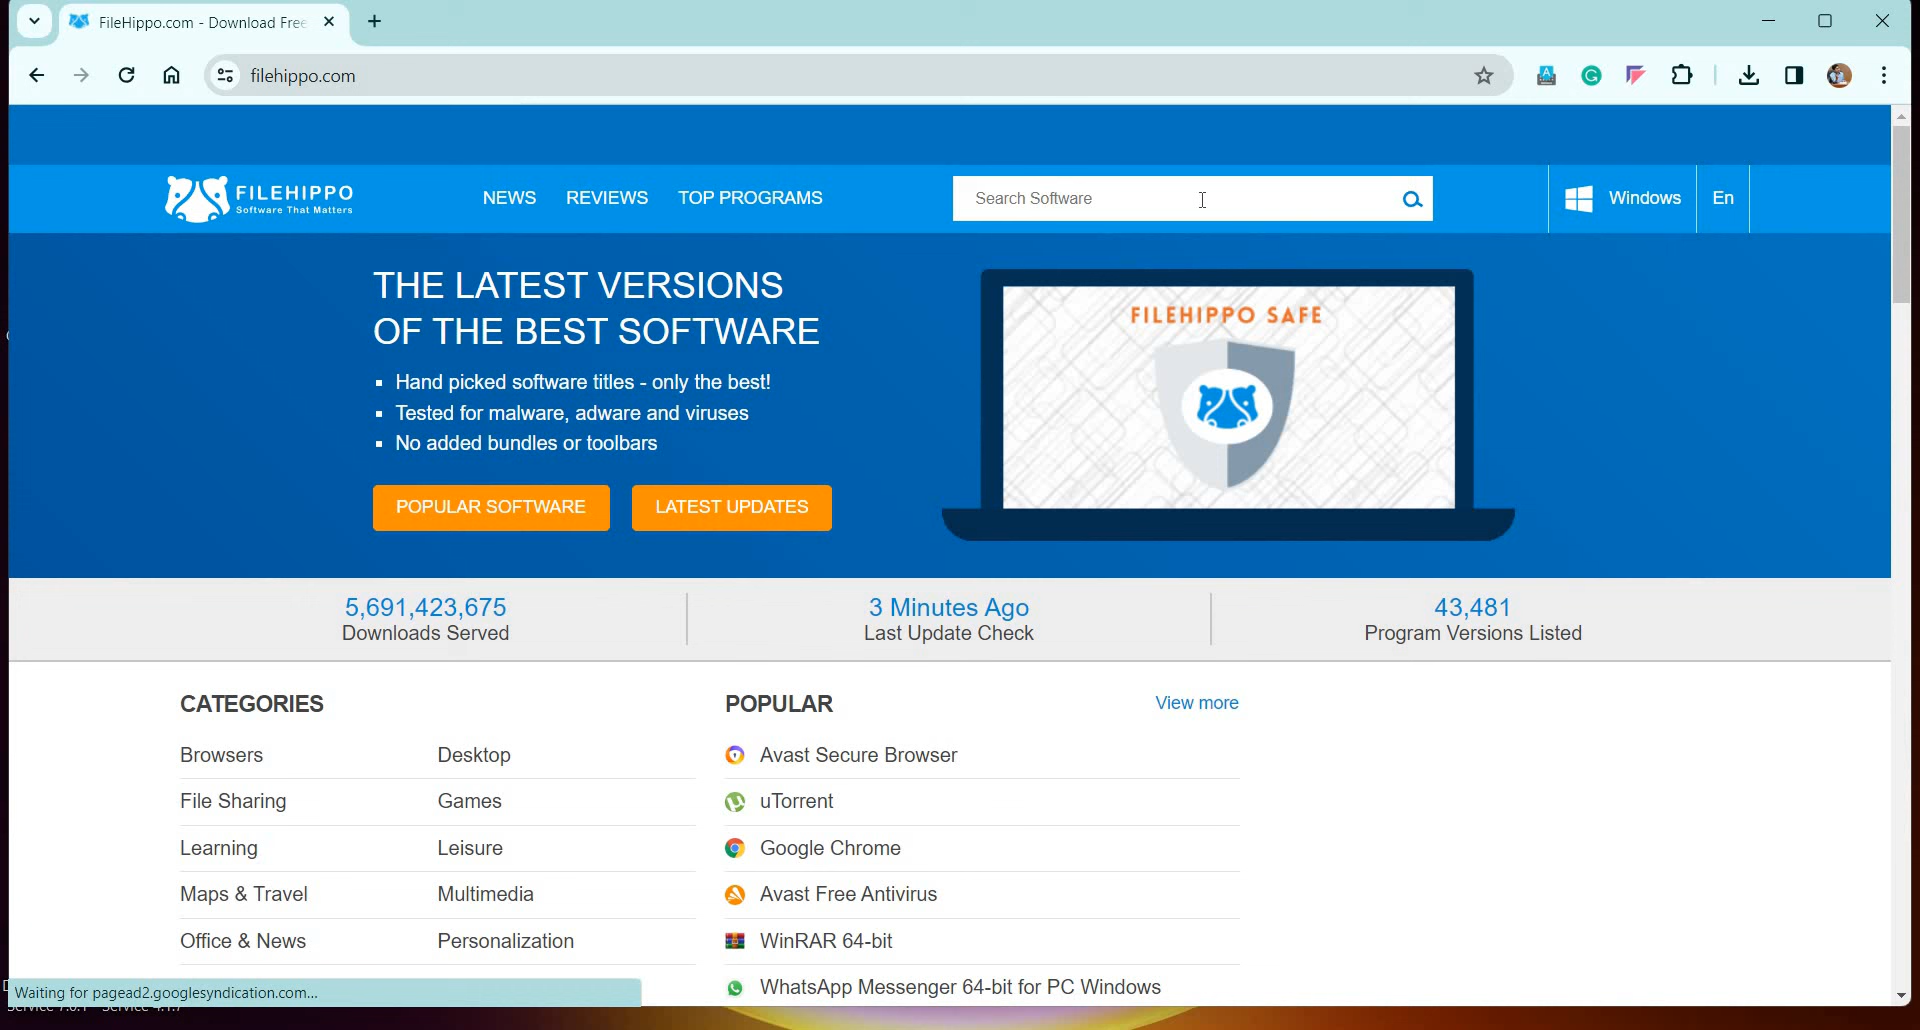 FileHippo.com - Download Free
filehippo.com
FILEHIPPO
Software That Matters
NEWS
REVIEWS
TOP PROGRAMS
Search Software
Windows
En
THE LATEST VERSIONS
OF THE BEST SOFTWARE
Hand picked software titles - only the best!
Tested for malware, adware and viruses
No added bundles or toolbars
POPULAR SOFTWARE
LATEST UPDATES
FILEHIPPO SAFE
5,691,423,675
Downloads Served
3 Minutes Ago
Last Update Check
43,481
Program Versions Listed
CATEGORIES
Browsers
Desktop
File Sharing
Games
Learning
Leisure
Maps & Travel
Multimedia
Office & News
Personalization
POPULAR
View more
Avast Secure Browser
uTorrent
Google Chrome
Avast Free Antivirus
WinRAR 64-bit
WhatsApp Messenger 64-bit for PC Windows
Waiting for pagead2.googlesyndication.com...